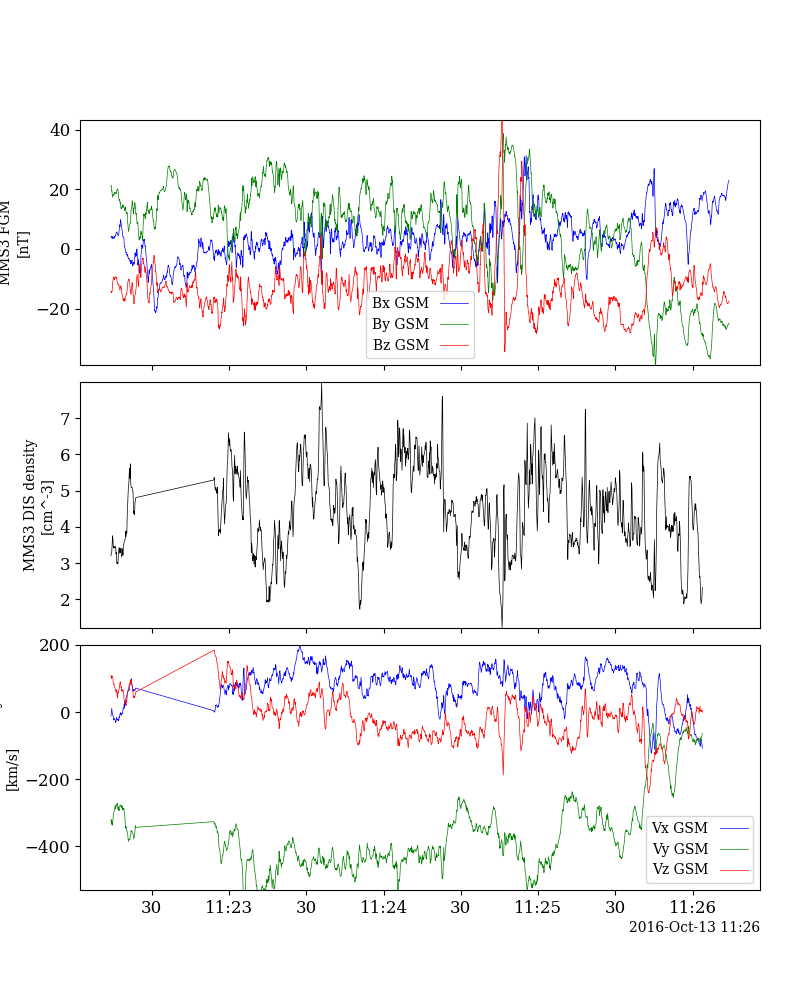 40
20
0
−20
MMS3 FGM
[nT]
Bx GSM
By GSM
Bz GSM
7
6
5
4
3
2
MMS3 DIS density
[cm^-3]
200
0
−200
−400
[km/s]
Vx GSM
Vy GSM
Vz GSM
30
11:23
30
11:24
30
11:25
30
11:26
2016-Oct-13 11:26